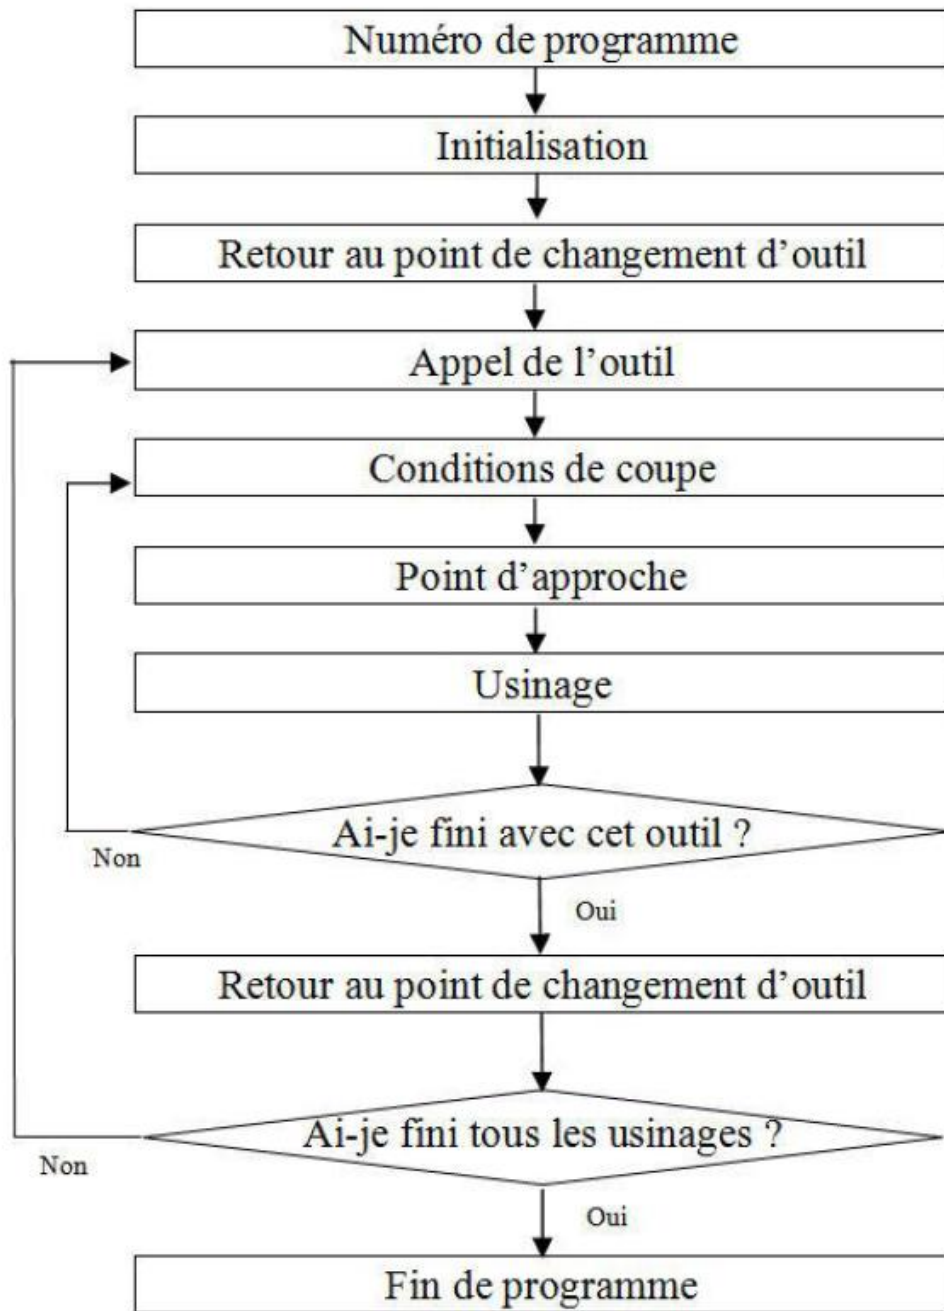 Numéro de programme
Initialisation
Retour au point de changement d’outil
Appel de l’outil
Conditions de coupe
Point d’approche
Usinage
Ai-je fini avec cet outil ?
Non
Oui
Retour au point de changement d’outil
Ai-je fini tous les usinages ?
Non
Oui
Fin de programme